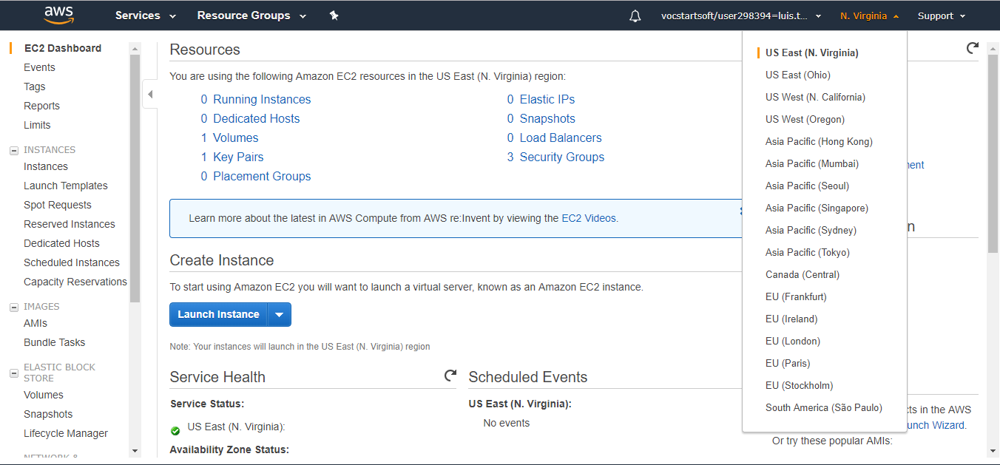 aws
Services
Resource Groups
vocstartsoft/user298394=luis.t...
N. Virginia
Support
EC2 Dashboard
Events
Tags
Reports
Limits
INSTANCES
Instances
Launch Templates
Spot Requests
Reserved Instances
Dedicated Hosts
Scheduled Instances
Capacity Reservations
IMAGES
AMIs
Bundle Tasks
ELASTIC BLOCK
STORE
Volumes
Snapshots
Lifecycle Manager
NETWORK &
Resources
You are using the following Amazon EC2 resources in the US East (N. Virginia) region:
0 Running Instances
0 Dedicated Hosts
1 Volumes
1 Key Pairs
0 Placement Groups
0 Elastic IPs
0 Snapshots
0 Load Balancers
3 Security Groups
Learn more about the latest in AWS Compute from AWS re:Invent by viewing the EC2 Videos.
Create Instance
To start using Amazon EC2 you will want to launch a virtual server, known as an Amazon EC2 instance.
Launch Instance
Note: Your instances will launch in the US East (N. Virginia) region
Service Health
Service Status:
US East (N. Virginia):
Availability Zone Status:
Scheduled Events
US East (N. Virginia):
No events
US East (N. Virginia)
US East (Ohio)
US West (N. California)
US West (Oregon)
Asia Pacific (Hong Kong)
Asia Pacific (Mumbai)
Asia Pacific (Seoul)
Asia Pacific (Singapore)
Asia Pacific (Sydney)
Asia Pacific (Tokyo)
Canada (Central)
EU (Frankfurt)
EU (Ireland)
EU (London)
EU (Paris)
EU (Stockholm)
South America (São Paulo)
in the AWS
Wizard.
Or try these popular AMIs: